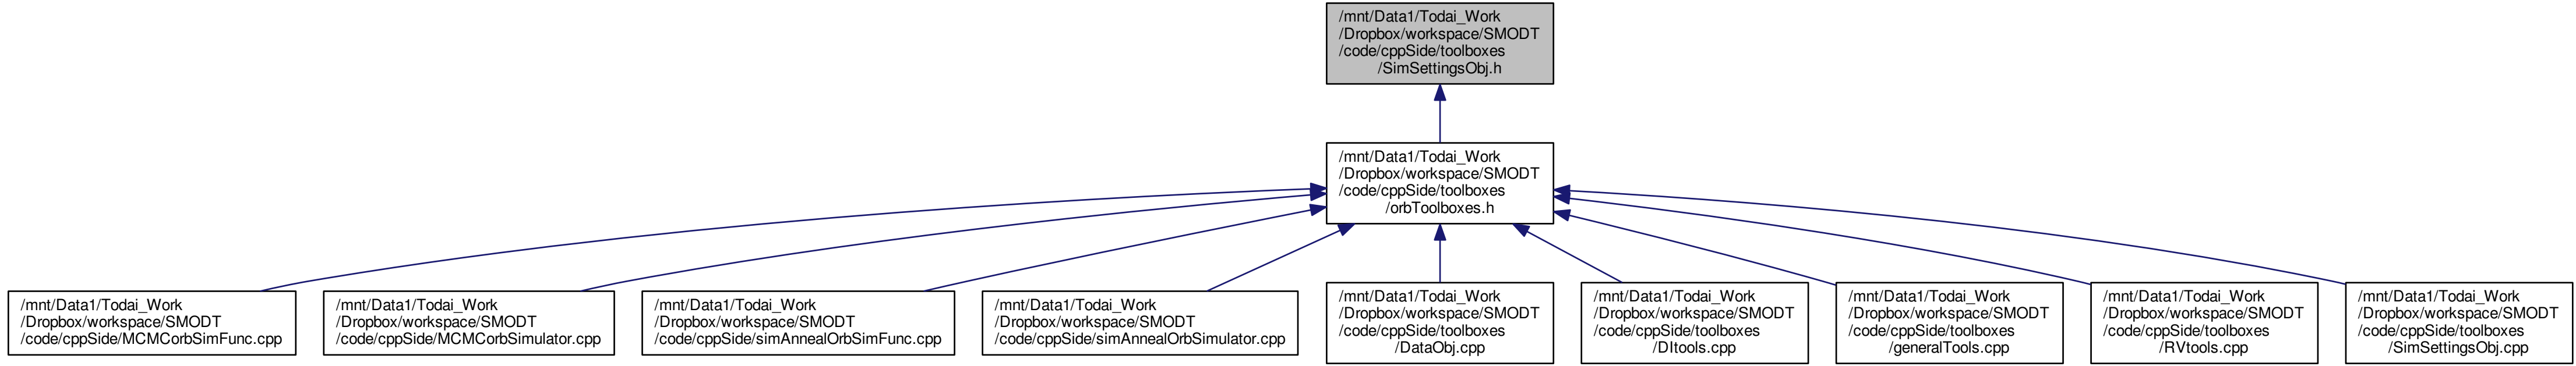 /mnt/Data1/Todai_Work
/Dropbox/workspace/SMODT
/code/cppSide/toolboxes
/SimSettingsObj.h
/mnt/Data1/Todai_Work
/Dropbox/workspace/SMODT
/code/cppSide/toolboxes
/orbToolboxes.h
/mnt/Data1/Todai_Work
/Dropbox/workspace/SMODT
/code/cppSide/MCMCorbSimFunc.cpp
/mnt/Data1/Todai_Work
/Dropbox/workspace/SMODT
/code/cppSide/MCMCorbSimulator.cpp
/mnt/Data1/Todai_Work
/Dropbox/workspace/SMODT
/code/cppSide/simAnnealOrbSimFunc.cpp
/mnt/Data1/Todai_Work
/Dropbox/workspace/SMODT
/code/cppSide/simAnnealOrbSimulator.cpp
/mnt/Data1/Todai_Work
/Dropbox/workspace/SMODT
/code/cppSide/toolboxes
/DataObj.cpp
/mnt/Data1/Todai_Work
/Dropbox/workspace/SMODT
/code/cppSide/toolboxes
/DItools.cpp
/mnt/Data1/Todai_Work
/Dropbox/workspace/SMODT
/code/cppSide/toolboxes
/generalTools.cpp
/mnt/Data1/Todai_Work
/Dropbox/workspace/SMODT
/code/cppSide/toolboxes
/RVtools.cpp
/mnt/Data1/Todai_Work
/Dropbox/workspace/SMODT
/code/cppSide/toolboxes
/SimSettingsObj.cpp